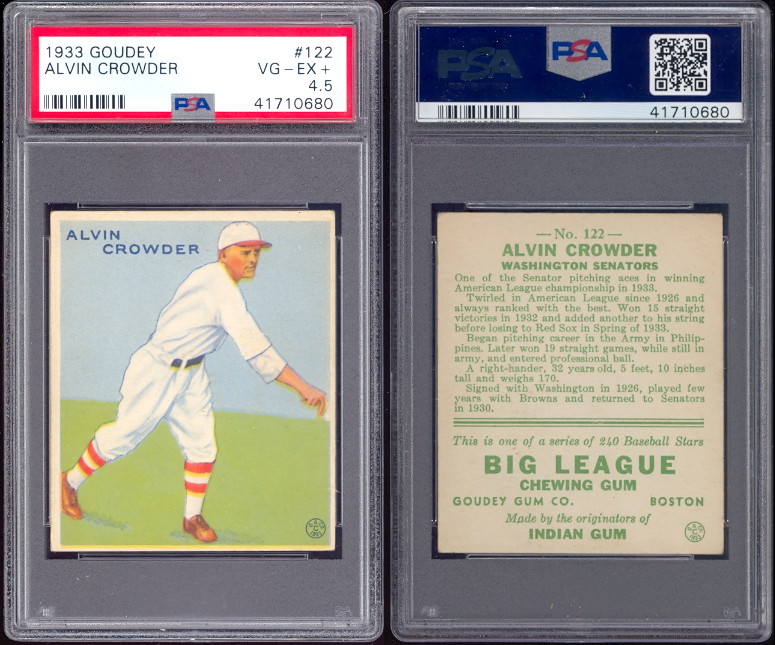 1933 GOUDEY #122
ALVIN CROWDER VG-EX+
4.5
PSA 41710680
ALVIN
CROWDER
PSA PSA
41710680
— No. 122 —
ALVIN CROWDER
WASHINGTON SENATORS
One of the Senator pitching aces in winning
American League championship in 1933.
Twirled in American League since 1926 and
always ranked with the best. Won 15 straight
victories in 1932 and added another to his string
before losing to Red Sox in Spring of 1933.
Began pitching career in the Army in Philip-
pines. Later won 19 straight games, while still in
army, and entered professional ball.
A right-hander, 32 years old, 5 feet, 10 inches
tall and weighs 170.
Signed with Washington in 1926, played few
years with Browns and returned to Senators
in 1930.
This is one of a series of 240 Baseball Stars
BIG LEAGUE
CHEWING GUM
GOUDEY GUM CO. BOSTON
Made by the originators of
INDIAN GUM